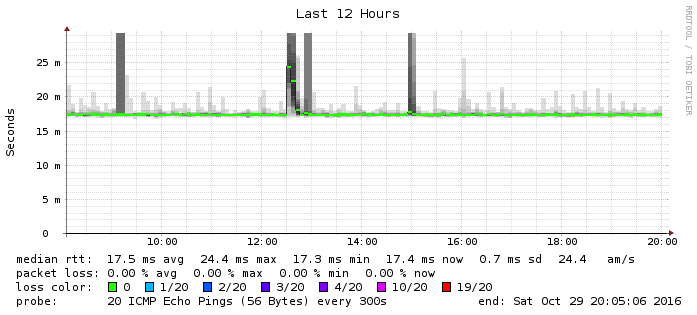 Last 12 Hours
RRDTOOL / TOBI OETIKER
Seconds
25 m
20 m
15 m
10 m
5 m
0
10:00 12:00 14:00 16:00 18:00 20:00
median rtt: 17.5 ms avg 24.4 ms max 17.3 ms min 17.4 ms now 0.7 ms sd 24.4 am/s
packet loss: 0.00 % avg 0.00 % max 0.00 % min 0.00 % now
loss color: 0 1/20 2/20 3/20 4/20 10/20 19/20
probe: 20 ICMP Echo Pings (56 Bytes) every 300s end: Sat Oct 29 20:05:06 2016